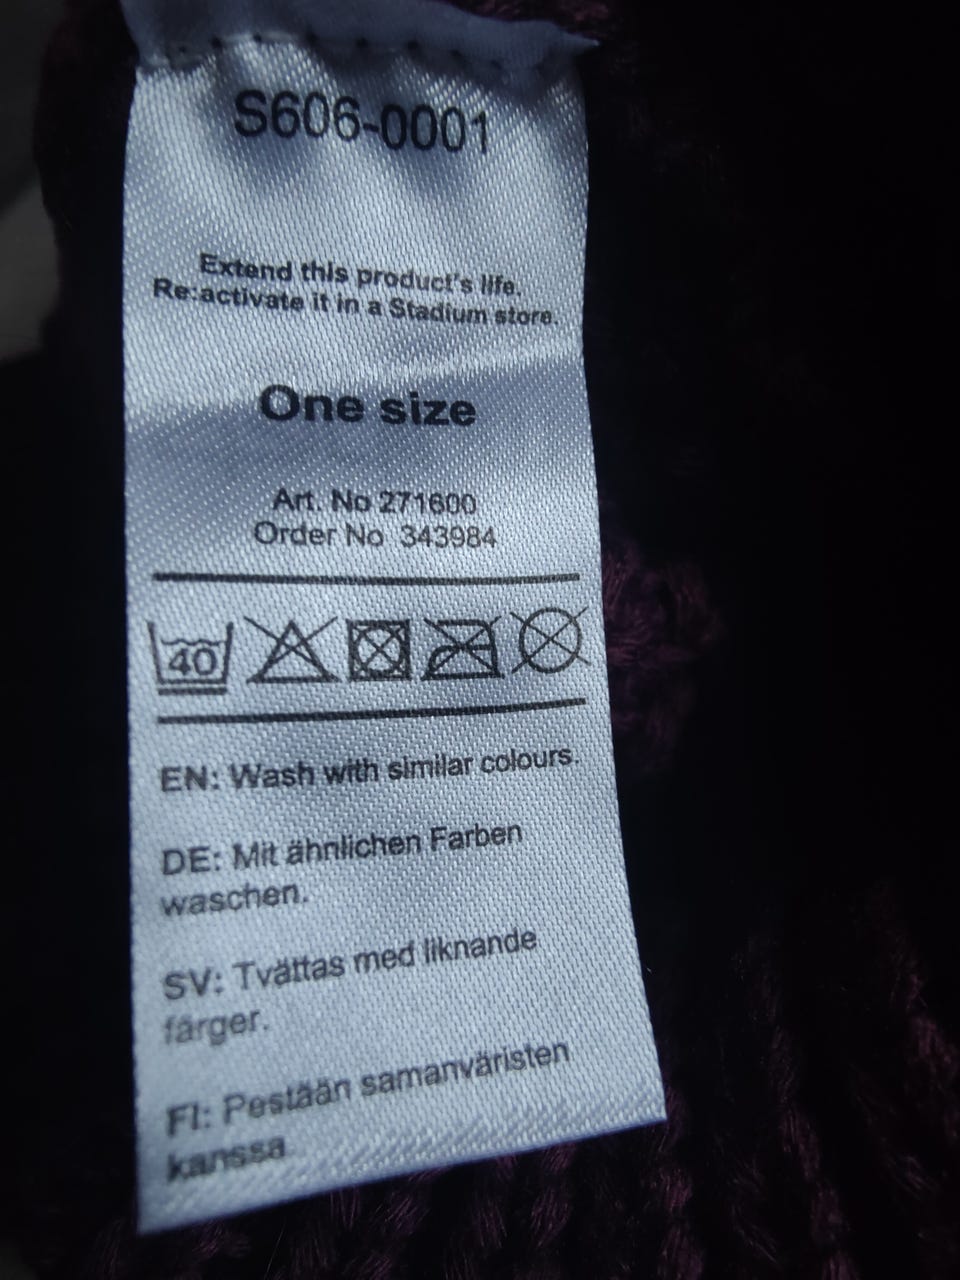 S606-0001
Extend this product's life.
Re:activate it in a Stadium store.
One size
Art. No 271600
Order No 343984
40
EN: Wash with similar colours.
DE: Mit ähnlichen Farben
waschen.
SV: Tvättas med liknande
färger.
FI: Pestään samanväristen
kanssa